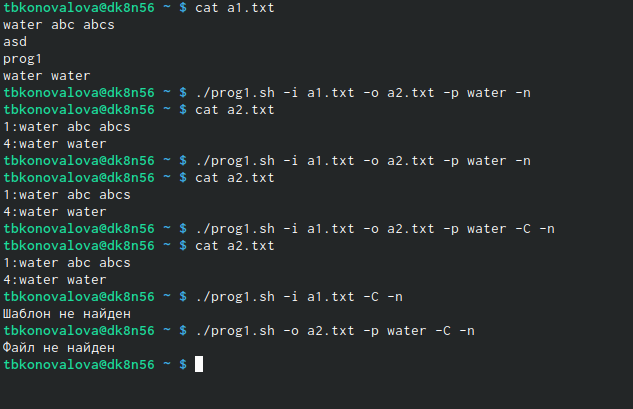 tbkonovalova@dk8n56 ~ $ cat a1.txt
water abc abcs
asd
prog1
water water
tbkonovalova@dk8n56 ~ $ ./prog1.sh -i a1.txt -o a2.txt -p water -n
tbkonovalova@dk8n56 ~ $ cat a2.txt
1:water abc abcs
4:water water
tbkonovalova@dk8n56 ~ $ ./prog1.sh -i a1.txt -o a2.txt -p water -n
tbkonovalova@dk8n56 ~ $ cat a2.txt
1:water abc abcs
4:water water
tbkonovalova@dk8n56 ~ $ ./prog1.sh -i a1.txt -o a2.txt -p water -C -n
tbkonovalova@dk8n56 ~ $ cat a2.txt
1:water abc abcs
4:water water
tbkonovalova@dk8n56 ~ $ ./prog1.sh -i a1.txt -C -n
Шаблон не найден
tbkonovalova@dk8n56 ~ $ ./prog1.sh -o a2.txt -p water -C -n
Файл не найден
tbkonovalova@dk8n56 ~ $